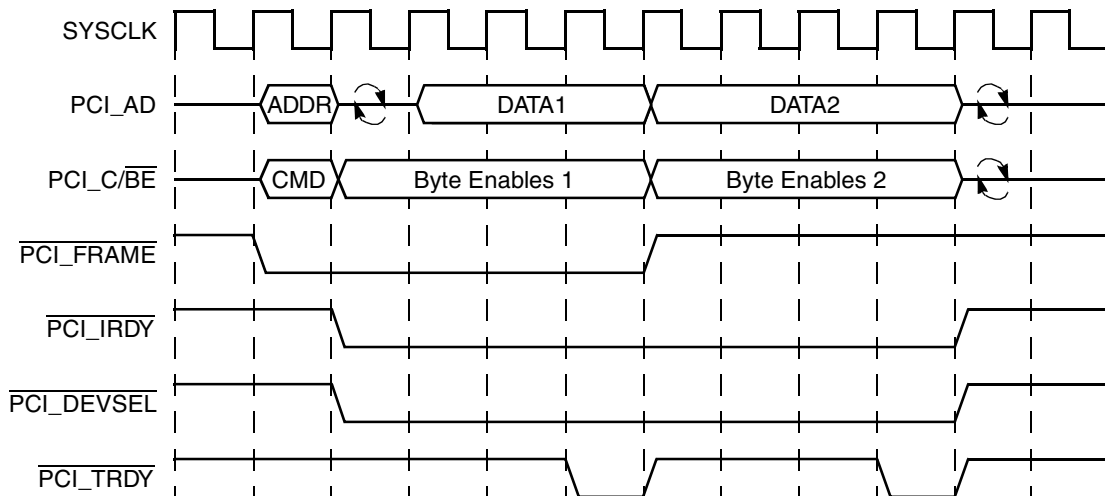 SYSCLK
PCI_AD
ADDR
DATA1
DATA2
PCI_C/BE
CMD
Byte Enables 1
Byte Enables 2
PCI_FRAME
PCI_IRDY
PCI_DEVSEL
PCI_TRDY